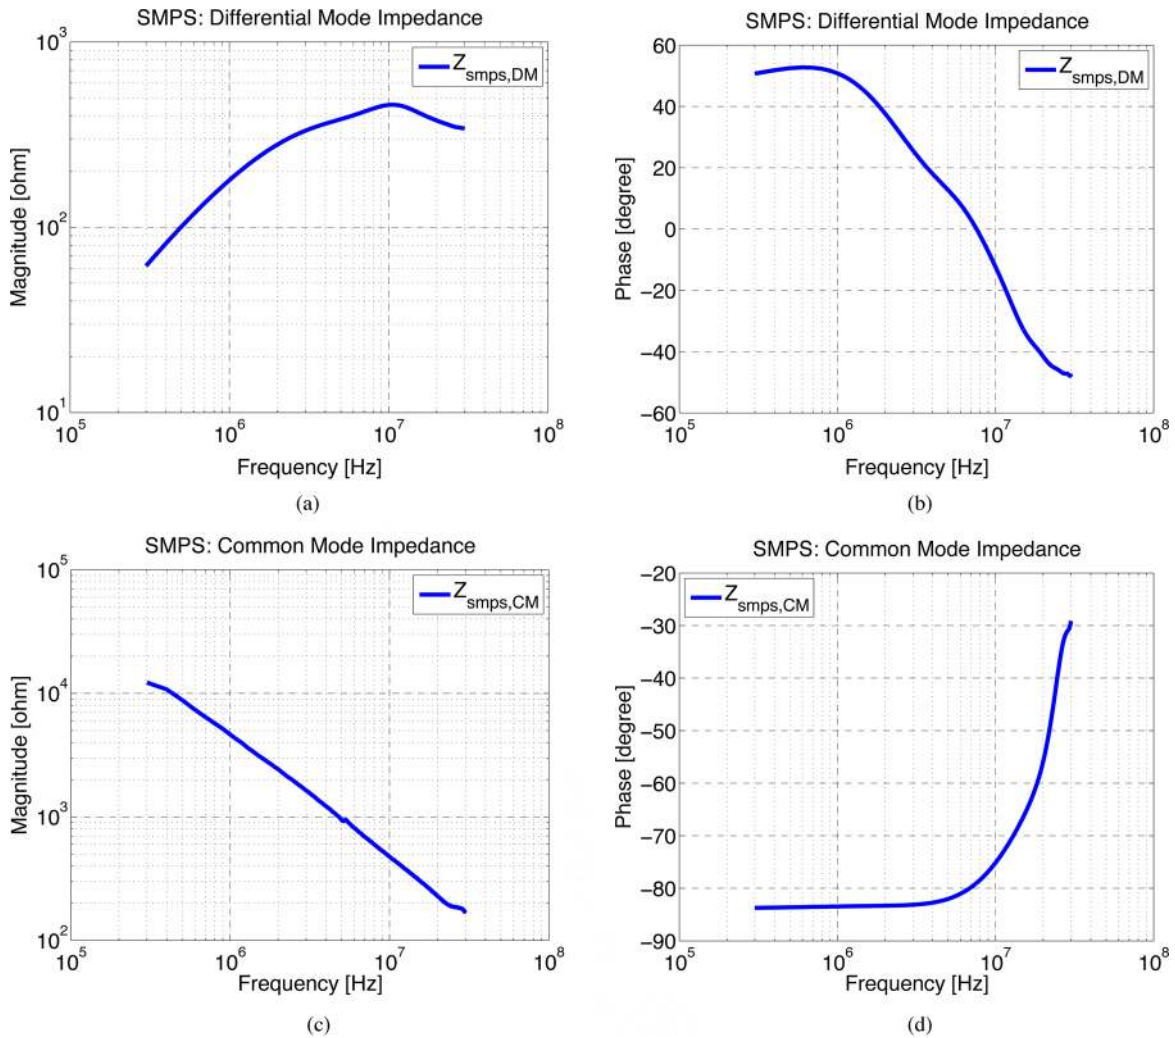 SMPS: Differential Mode Impedance
10^3
10^2
10^1
Magnitude [ohm]
Z_smps,DM
10^5 10^6 10^7 10^8
Frequency [Hz]
(a)
SMPS: Differential Mode Impedance
60
40
20
0
−20
−40
−60
Phase [degree]
Z_smps,DM
10^5 10^6 10^7 10^8
Frequency [Hz]
(b)
SMPS: Common Mode Impedance
10^5
10^4
10^3
10^2
Magnitude [ohm]
Z_smps,CM
10^5 10^6 10^7 10^8
Frequency [Hz]
(c)
SMPS: Common Mode Impedance
−20
−30
−40
−50
−60
−70
−80
−90
Phase [degree]
Z_smps,CM
10^5 10^6 10^7 10^8
Frequency [Hz]
(d)